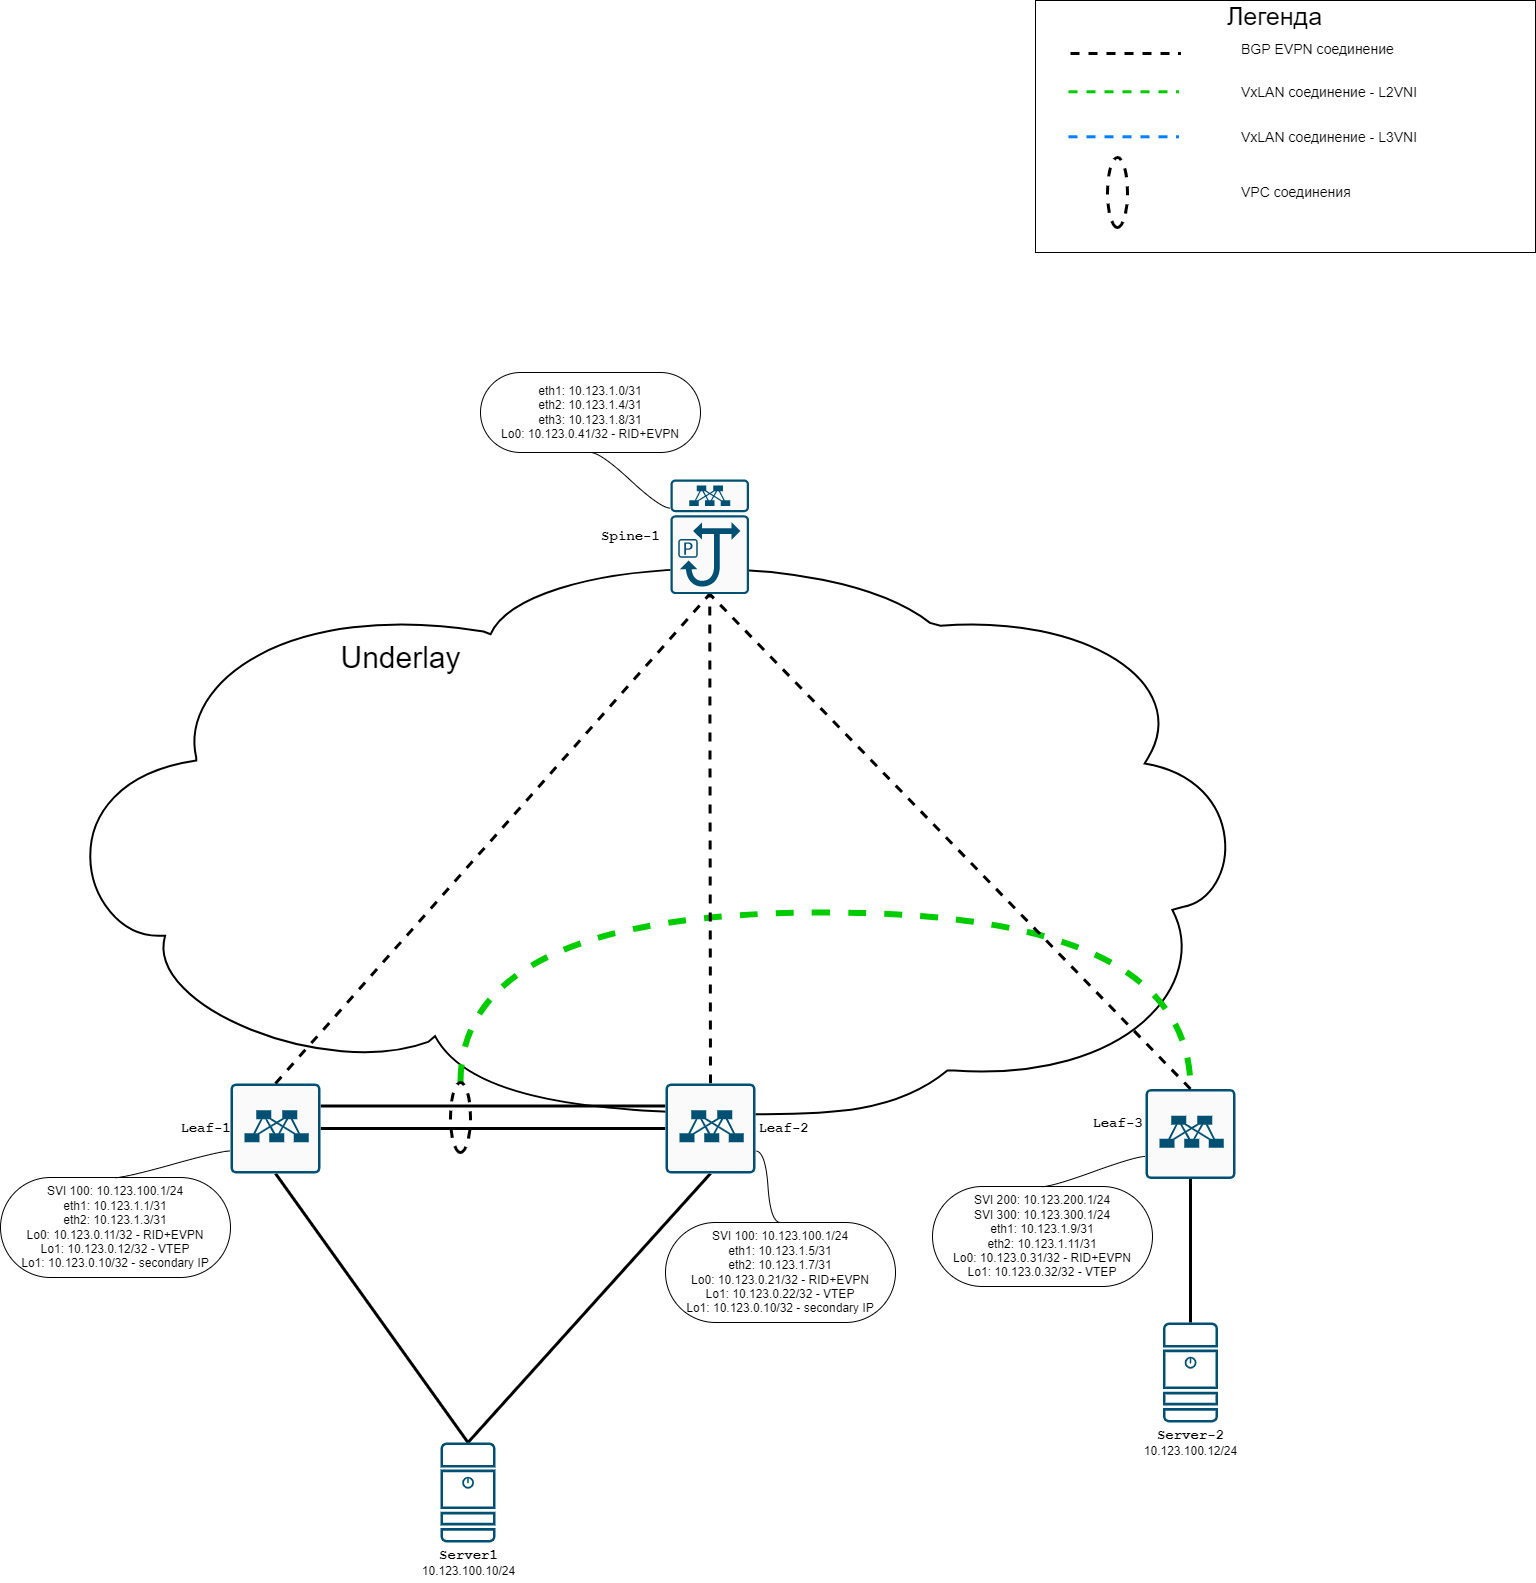 Легенда
BGP EVPN соединение
VxLAN соединение - L2VNI
VxLAN соединение - L3VNI
VPC соединения
eth1: 10.123.1.0/31
eth2: 10.123.1.4/31
eth3: 10.123.1.8/31
Lo0: 10.123.0.41/32 - RID+EVPN
Spine-1
P
Underlay
Leaf-1
Leaf-2
Leaf-3
SVI 100: 10.123.100.1/24
eth1: 10.123.1.1/31
eth2: 10.123.1.3/31
Lo0: 10.123.0.11/32 - RID+EVPN
Lo1: 10.123.0.12/32 - VTEP
Lo1: 10.123.0.10/32 - secondary IP
SVI 100: 10.123.100.1/24
eth1: 10.123.1.5/31
eth2: 10.123.1.7/31
Lo0: 10.123.0.21/32 - RID+EVPN
Lo1: 10.123.0.22/32 - VTEP
Lo1: 10.123.0.10/32 - secondary IP
SVI 200: 10.123.200.1/24
SVI 300: 10.123.300.1/24
eth1: 10.123.1.9/31
eth2: 10.123.1.11/31
Lo0: 10.123.0.31/32 - RID+EVPN
Lo1: 10.123.0.32/32 - VTEP
Server-2
10.123.100.12/24
Server1
10.123.100.10/24